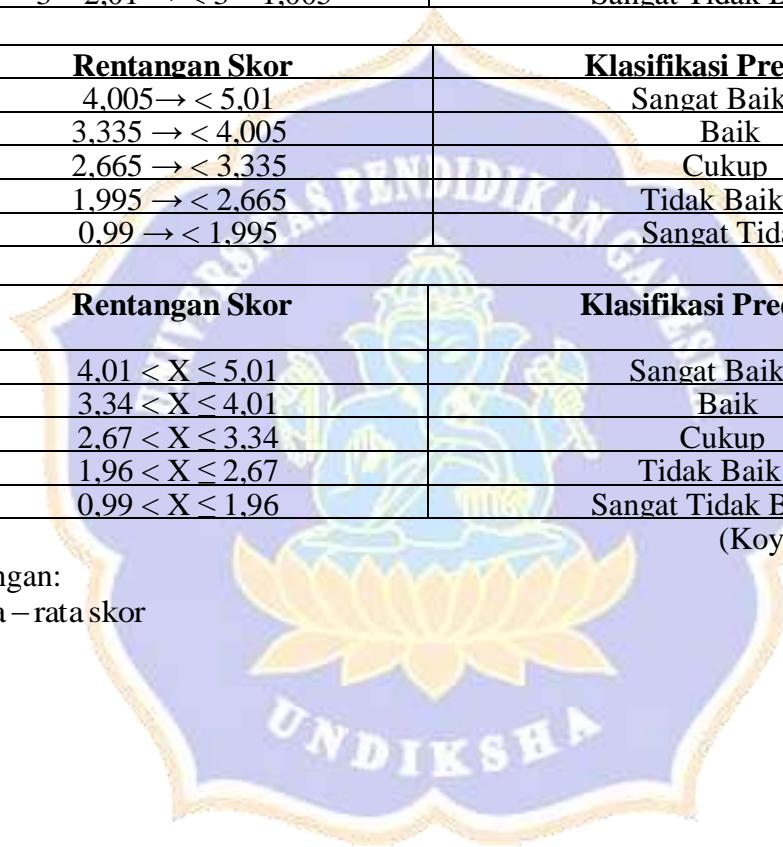 Rentangan Skor Klasifikasi Pre
4,005→ < 5,01 Sangat Baik
3,335 → < 4,005 Baik
2,665 → < 3,335 Cukup
1,995 → < 2,665 Tidak Baik
0,99 → < 1,995 Sangat Tid
Rentangan Skor Klasifikasi Pre
4,01 < X ≤ 5,01 Sangat Baik
3,34 < X ≤ 4,01 Baik
2,67 < X ≤ 3,34 Cukup
1,96 < X ≤ 2,67 Tidak Baik
0,99 < X ≤ 1,96 Sangat Tidak B
(Koy
ngan:
a – rata skor
UNIVERSITAS PENDIDIKAN GANESHA
UNDIKSHA